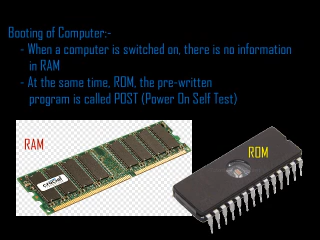 Booting of Computer:-
- When a computer is switched on, there is no information
in RAM
- At the same time, ROM, the pre-written
program is called POST (Power On Self Test)
RAM
ROM
crucial